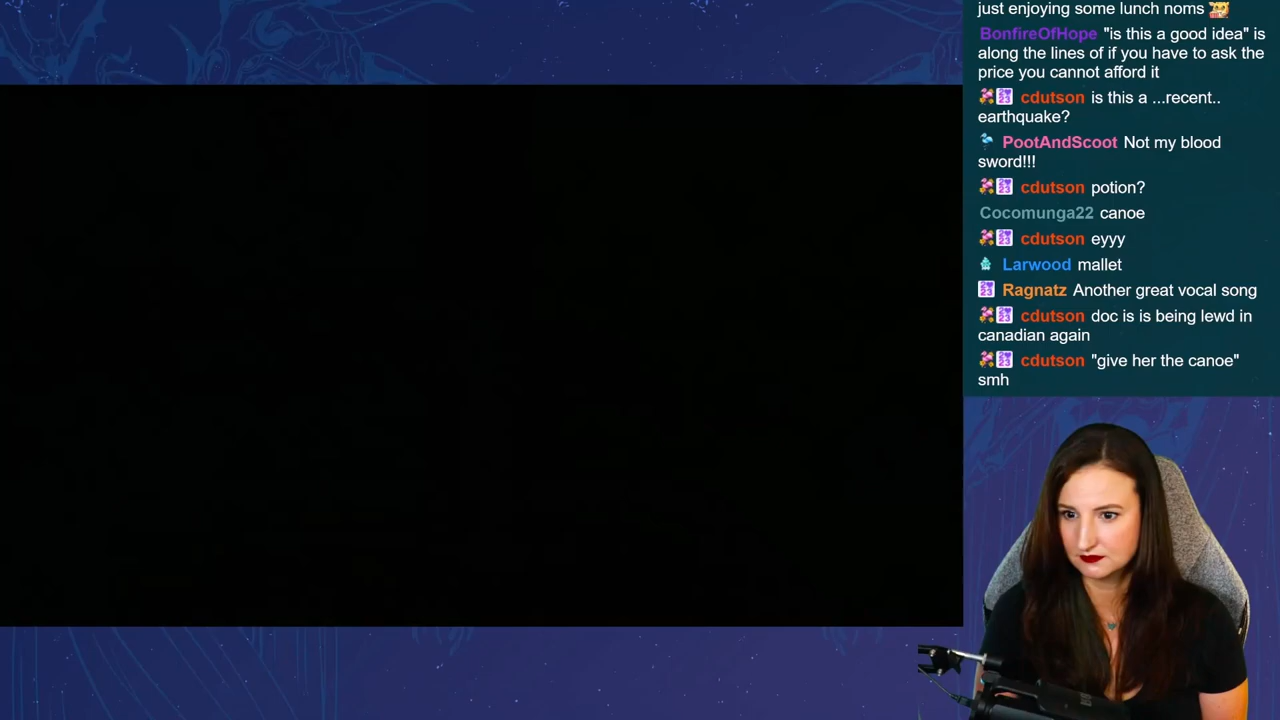 just enjoying some lunch noms
BonfireOfHope "is this a good idea" is
along the lines of if you have to ask the
price you cannot afford it
cdutson is this a ...recent..
earthquake?
PootAndScoot Not my blood
sword!!!
cdutson potion?
Cocomunga22 canoe
cdutson eyyy
Larwood mallet
Ragnatz Another great vocal song
cdutson doc is is being lewd in
canadian again
cdutson "give her the canoe"
smh